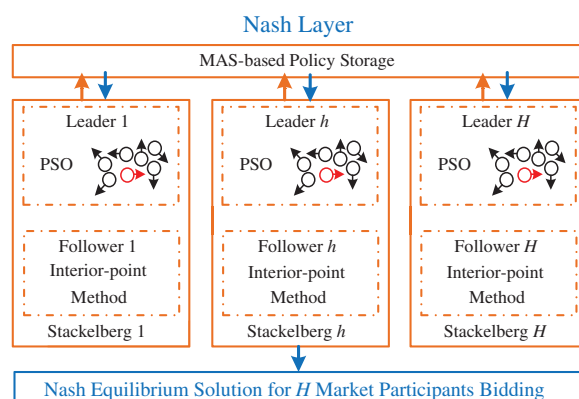 Nash Layer
MAS-based Policy Storage
Leader 1
PSO
Follower 1
Interior-point
Method
Stackelberg 1
Leader h
PSO
Follower h
Interior-point
Method
Stackelberg h
Leader H
PSO
Follower H
Interior-point
Method
Stackelberg H
Nash Equilibrium Solution for H Market Participants Bidding